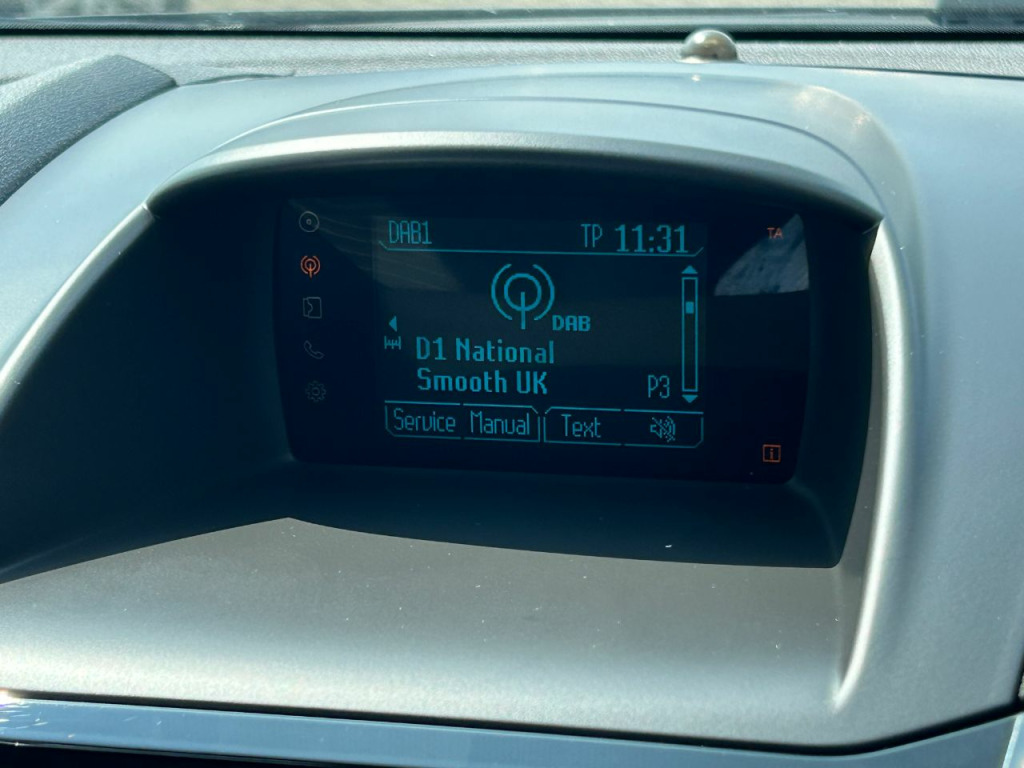 DAB1 TP 11:31 TA
DAB
D1 National
Smooth UK P3
Service Manual Text
i